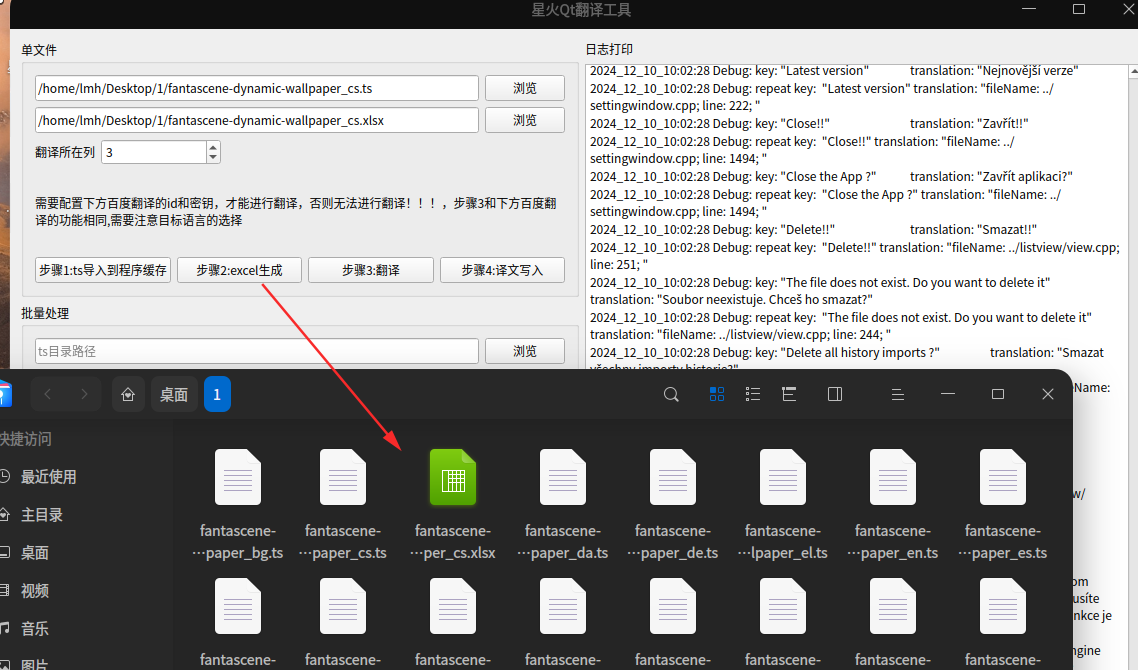 星火Qt翻译工具
单文件
/home/lmh/Desktop/1/fantascene-dynamic-wallpaper_cs.ts
浏览
/home/lmh/Desktop/1/fantascene-dynamic-wallpaper_cs.xlsx
浏览
翻译所在列 3
需要配置下方百度翻译的id和密钥，才能进行翻译，否则无法进行翻译！！！，步骤3和下方百度翻
译的功能相同,需要注意目标语言的选择
步骤1:ts导入到程序缓存
步骤2:excel生成
步骤3:翻译
步骤4:译文写入
批量处理
ts目录路径
浏览
日志打印
2024_12_10_10:02:28 Debug: key: "Latest version" translation: "Nejnovější verze"
2024_12_10_10:02:28 Debug: repeat key: "Latest version" translation: "fileName: ../
settingwindow.cpp; line: 222; "
2024_12_10_10:02:28 Debug: key: "Close!!" translation: "Zavřít!!"
2024_12_10_10:02:28 Debug: repeat key: "Close!!" translation: "fileName: ../
settingwindow.cpp; line: 1494; "
2024_12_10_10:02:28 Debug: key: "Close the App ?" translation: "Zavřít aplikaci?"
2024_12_10_10:02:28 Debug: repeat key: "Close the App ?" translation: "fileName: ../
settingwindow.cpp; line: 1494; "
2024_12_10_10:02:28 Debug: key: "Delete!!" translation: "Smazat!!"
2024_12_10_10:02:28 Debug: repeat key: "Delete!!" translation: "fileName: ../listview/view.cpp;
line: 251; "
2024_12_10_10:02:28 Debug: key: "The file does not exist. Do you want to delete it"
translation: "Soubor neexistuje. Chceš ho smazat?"
2024_12_10_10:02:28 Debug: repeat key: "The file does not exist. Do you want to delete it"
translation: "fileName: ../listview/view.cpp; line: 244; "
2024_12_10_10:02:28 Debug: key: "Delete all history imports ?" translation: "Smazat
všechny importy historie?"
Name:
w/
om
usíte
nkce je
ngine
桌面
1
快捷访问
最近使用
主目录
桌面
视频
音乐
图片
fantascene-
···paper_bg.ts
fantascene-
···paper_cs.ts
fantascene-
···per_cs.xlsx
fantascene-
···paper_da.ts
fantascene-
···paper_de.ts
fantascene-
···lpaper_el.ts
fantascene-
···paper_en.ts
fantascene-
···paper_es.ts
fantascene-
fantascene-
fantascene-
fantascene-
fantascene-
fantascene-
fantascene-
fantascene-